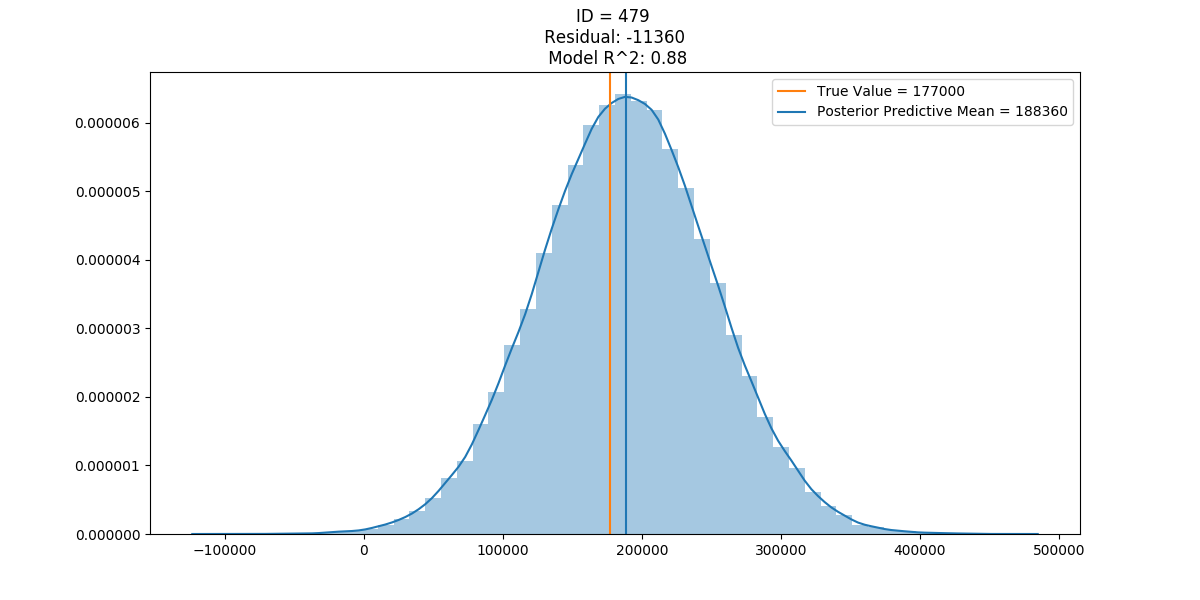 ID = 479
Residual: -11360
Model R^2: 0.88
True Value = 177000
Posterior Predictive Mean = 188360
0.000006
0.000005
0.000004
0.000003
0.000002
0.000001
0.000000
−100000 0 100000 200000 300000 400000 500000